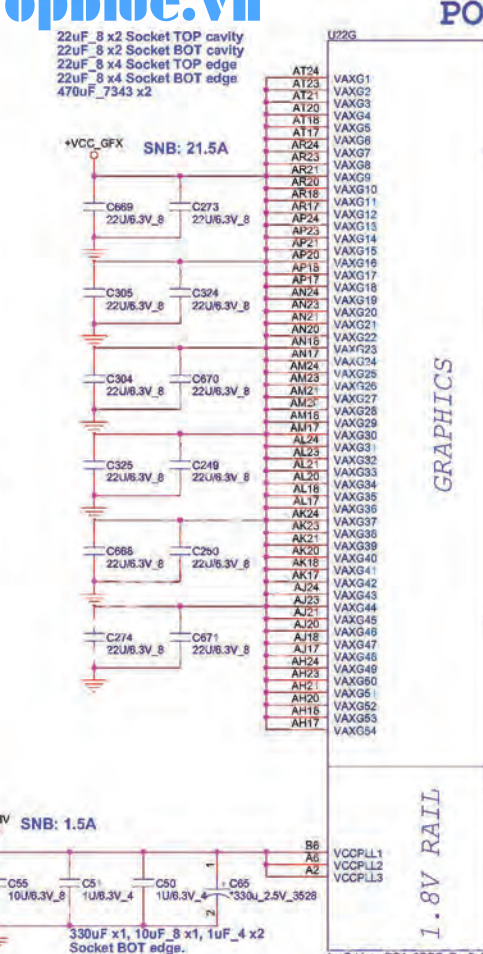 opbloc.vn
PO
22uF_8 x2 Socket TOP cavity
22uF_8 x2 Socket BOT cavity
22uF_8 x4 Socket TOP edge
22uF_8 x4 Socket BOT edge
470uF_7343 x2
U22G
+VCC_GFX
SNB: 21.5A
C669
22U/6.3V_8
C273
22U/6.3V_8
C305
22U/6.3V_8
C324
22U/6.3V_8
C304
22U/6.3V_8
C670
22U/6.3V_8
C325
22U/6.3V_8
C249
22U/6.3V_8
C668
22U/6.3V_8
C250
22U/6.3V_8
C274
22U/6.3V_8
C671
22U/6.3V_8
AT24 VAXG1
AT23 VAXG2
AT21 VAXG3
AT20 VAXG4
AT18 VAXG5
AT17 VAXG6
AR24 VAXG7
AR23 VAXG8
AR21 VAXG9
AR20 VAXG10
AR18 VAXG11
AR17 VAXG12
AP24 VAXG13
AP23 VAXG14
AP21 VAXG15
AP20 VAXG16
AP18 VAXG17
AP17 VAXG18
AN24 VAXG19
AN23 VAXG20
AN21 VAXG21
AN20 VAXG22
AN18 VAXG23
AN17 VAXG24
AM24 VAXG25
AM23 VAXG26
AM21 VAXG27
AM20 VAXG28
AM18 VAXG29
AM17 VAXG30
AL24 VAXG31
AL23 VAXG32
AL21 VAXG33
AL20 VAXG34
AL18 VAXG35
AL17 VAXG36
AK24 VAXG37
AK23 VAXG38
AK21 VAXG39
AK20 VAXG40
AK18 VAXG41
AK17 VAXG42
AJ24 VAXG43
AJ23 VAXG44
AJ21 VAXG45
AJ20 VAXG46
AJ18 VAXG47
AJ17 VAXG48
AH24 VAXG49
AH23 VAXG50
AH21 VAXG51
AH20 VAXG52
AH18 VAXG53
AH17 VAXG54
GRAPHICS
SNB: 1.5A
B6 VCCPLL1
A6 VCCPLL2
A2 VCCPLL3
1.8V RAIL
C55
10U/6.3V_8
C51
1U/6.3V_4
C50
1U/6.3V_4
1
+ C65
*330u_2.5V_3528
2
330uF x1, 10uF_8 x1, 1uF_4 x2
Socket BOT edge.